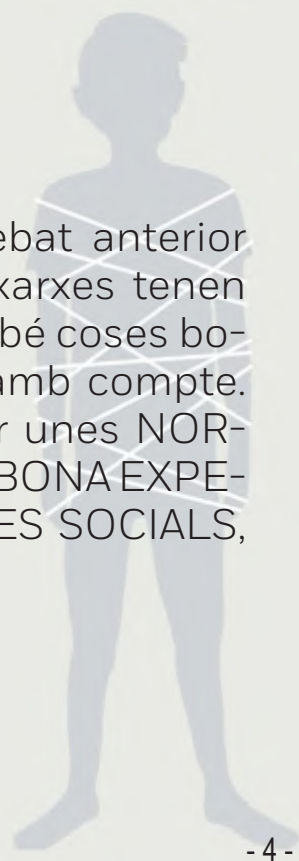 ebat anterior
xarxes tenen
bé coses bo-
amb compte.
r unes NOR-
BONA EXPE-
ES SOCIALS,
- 4 -